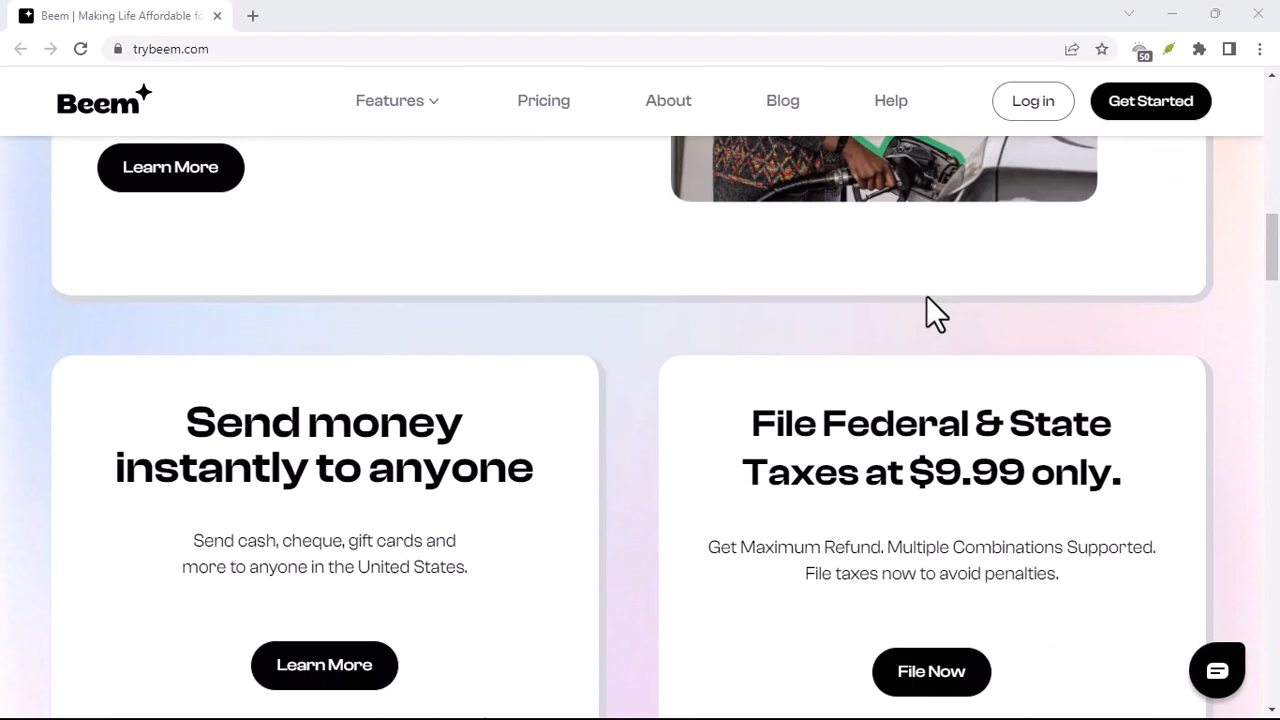 Beem | Making Life Affordable fo
trybeem.com
50
Beem
Features
Pricing
About
Blog
Help
Log in
Get Started
Learn More
Send money
instantly to anyone
Send cash, cheque, gift cards and
more to anyone in the United States.
Learn More
File Federal & State
Taxes at $9.99 only.
Get Maximum Refund. Multiple Combinations Supported.
File taxes now to avoid penalties.
File Now